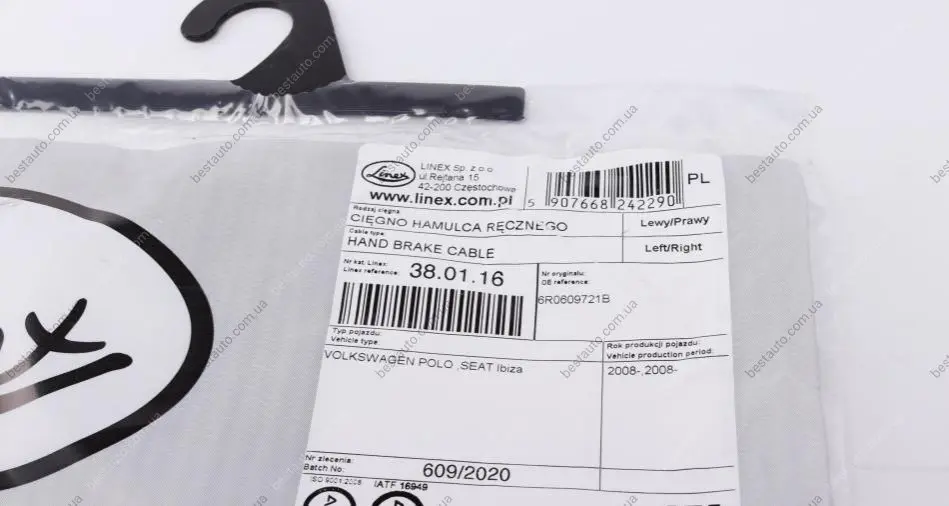 Linex
LINEX Sp. z o o
ul.Rejtana 15
42-200 Częstochowa
www.linex.com.pl
5 907668 242290
PL
Rodzaj cięgna
CIĘGNO HAMULCA RĘCZNEGO
Lewy/Prawy
Cable type
HAND BRAKE CABLE
Left/Right
Nr kat. Linex:
Linex reference:
38.01.16
Nr oryginału:
OE reference:
6R0609721B
Typ pojazdu:
Vehicle type:
VOLKSWAGEN POLO ,SEAT Ibiza
Rok produkcji pojazdu:
Vehicle production period:
2008-,2008-
Nr zlecenia:
Batch No:
609/2020
ISO 9001:2008
IATF 16949
ex
bestauto.com.ua